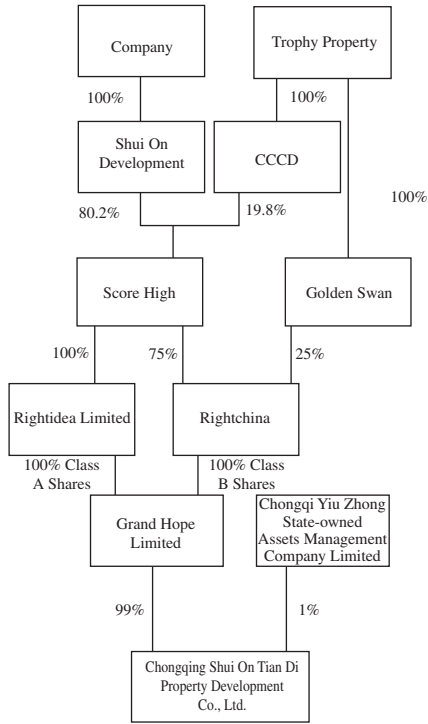 Company
Trophy Property
100%
100%
Shui On
Development
CCCD
100%
80.2%
19.8%
Score High
Golden Swan
100%
75%
25%
Rightidea Limited
Rightchina
100% Class
A Shares
100% Class
B Shares
Grand Hope
Limited
Chongqi Yiu Zhong
State-owned
Assets Management
Company Limited
99%
1%
Chongqing Shui On Tian Di
Property Development
Co., Ltd.